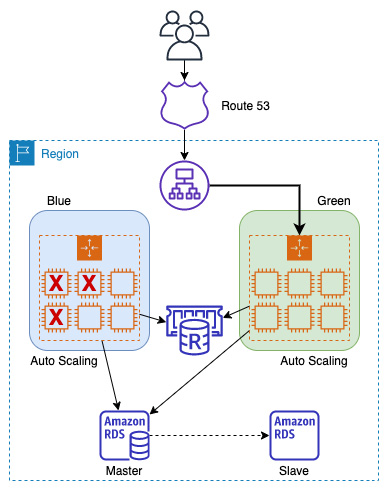 Route 53
Region
Blue
Green
X X
X
R
Auto Scaling
Auto Scaling
Amazon
RDS
Amazon
RDS
Master
Slave